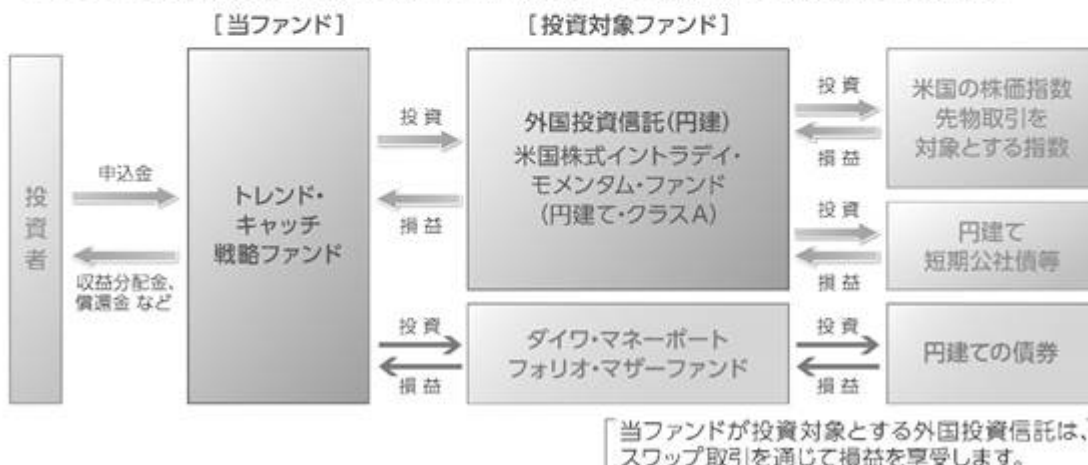 [当ファンド]
[投資対象ファンド]
投資者
申込金
収益分配金、
償還金 など
トレンド・
キャッチ
戦略ファンド
投資
損益
外国投資信託(円建)
米国株式イントラデイ・
モメンタム・ファンド
(円建て・クラスA)
投資
損益
米国の株価指数
先物取引を
対象とする指数
投資
損益
円建て
短期公社債等
投資
損益
ダイワ・マネーポート
フォリオ・マザーファンド
投資
損益
円建ての債券
当ファンドが投資対象とする外国投資信託は、
スワップ取引を通じて損益を享受します。